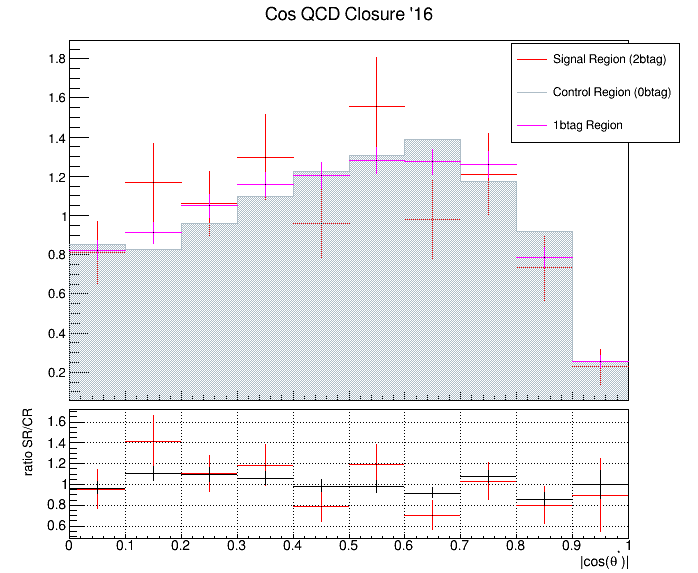 Cos QCD Closure '16
Signal Region (2btag)
Control Region (0btag)
1btag Region
1.8
1.6
1.4
1.2
1
0.8
0.6
0.4
0.2
ratio SR/CR
1.6
1.4
1.2
1
0.8
0.6
0 0.1 0.2 0.3 0.4 0.5 0.6 0.7 0.8 0.9 1
|cos(θ*)|